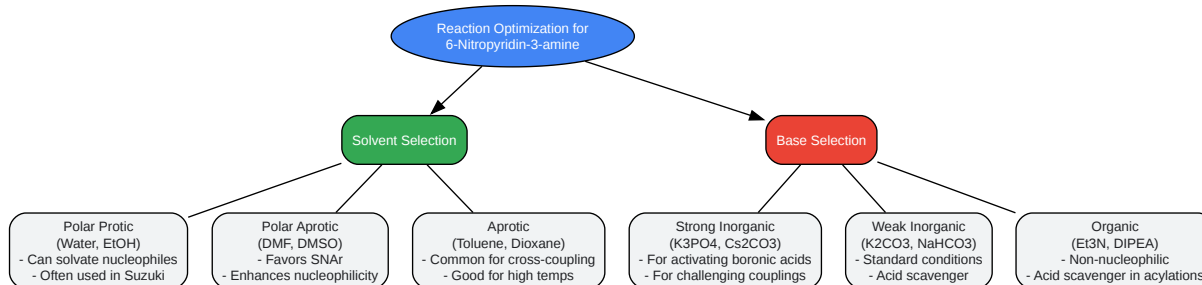 Reaction Optimization for
6-Nitropyridin-3-amine
Solvent Selection
Base Selection
Polar Protic
(Water, EtOH)
- Can solvate nucleophiles
- Often used in Suzuki
Polar Aprotic
(DMF, DMSO)
- Favors SNAr
- Enhances nucleophilicity
Aprotic
(Toluene, Dioxane)
- Common for cross-coupling
- Good for high temps
Strong Inorganic
(K3PO4, Cs2CO3)
- For activating boronic acids
- For challenging couplings
Weak Inorganic
(K2CO3, NaHCO3)
- Standard conditions
- Acid scavenger
Organic
(Et3N, DIPEA)
- Non-nucleophilic
- Acid scavenger in acylations